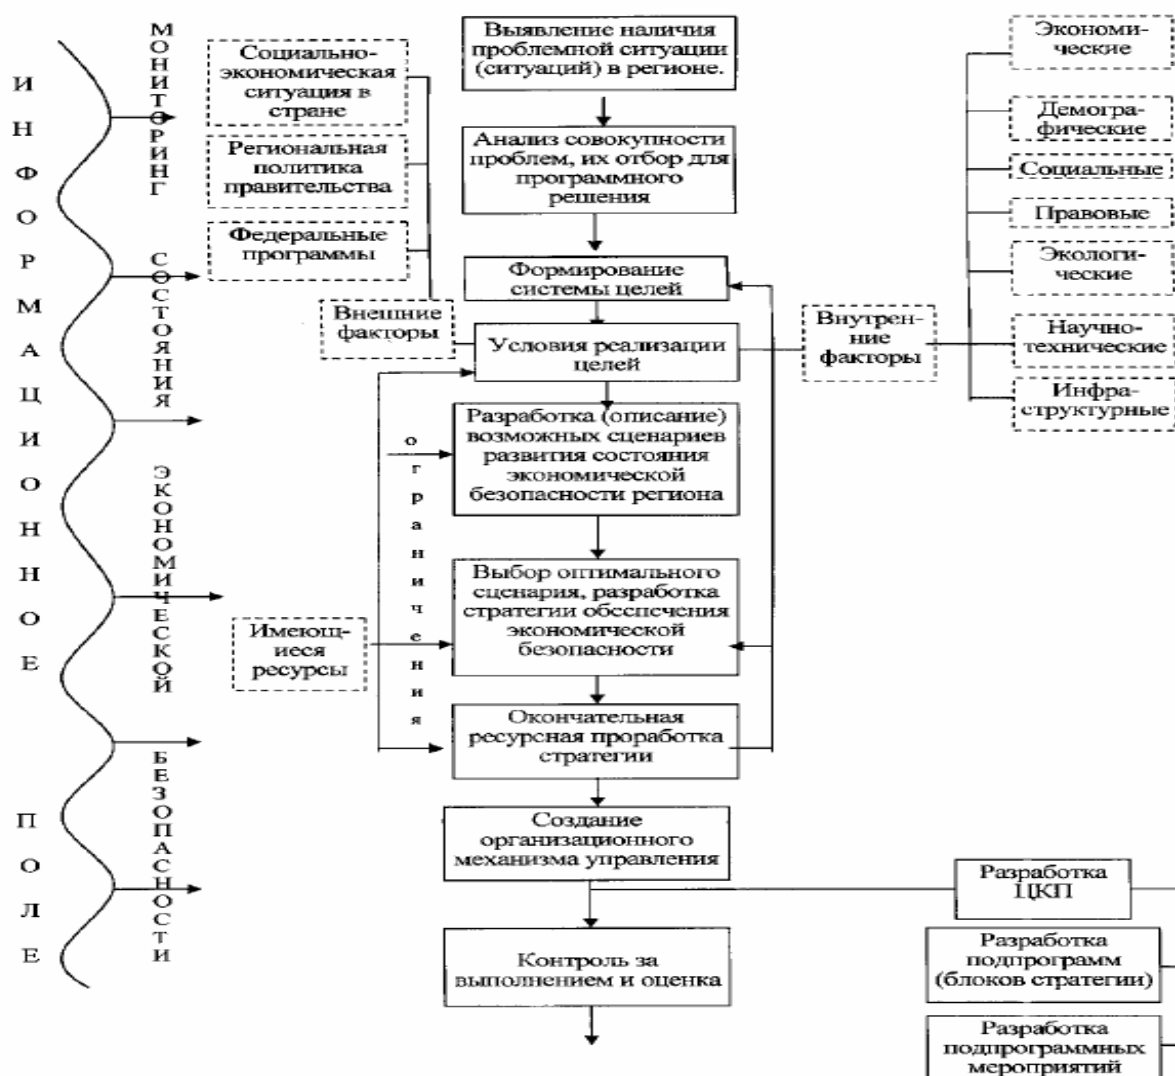 ИНФОРМАЦИОННОЕ
ПОЛЕ
МОНИТОРИНГ
СОСТОЯНИЯ
ЭКОНОМИЧЕСКОЙ
БЕЗОПАСНОСТИ
Социально-
экономическая
ситуация в
стране
Региональная
политика
правительства
Федеральные
программы
Внешние
факторы
Выявление наличия
проблемной ситуации
(ситуаций) в регионе.
Анализ совокупности
проблем, их отбор для
программного
решения
Формирование
системы целей
Условия реализации
целей
Разработка (описание)
возможных сценариев
развития состояния
экономической
безопасности региона
Выбор оптимального
сценария, разработка
стратегии обеспечения
экономической
безопасности
Окончательная
ресурсная проработка
стратегии
Создание
организационного
механизма управления
Контроль за
выполнением и оценка
ограничения
Имеющ-
иеся
ресурсы
Внутрен-
ние
факторы
Экономи-
ческие
Демогра-
фические
Социальные
Правовые
Экологи-
ческие
Научно-
технические
Инфра-
структурные
Разработка
ЦКП
Разработка
подпрограмм
(блоков стратегии)
Разработка
подпрограммных
мероприятий